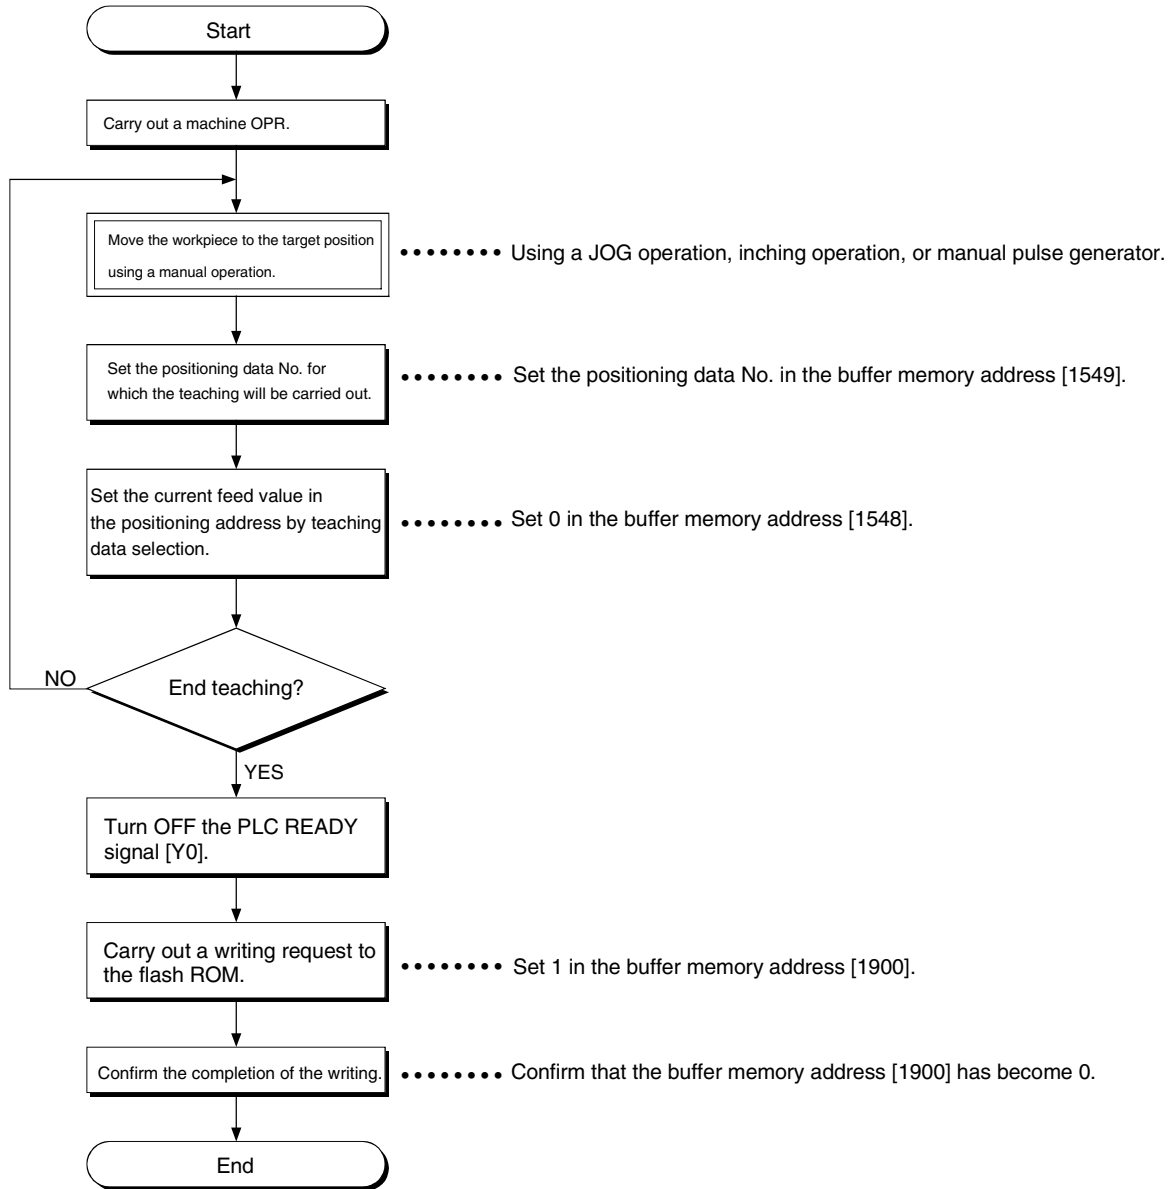 Start
Carry out a machine OPR.
Move the workpiece to the target position
using a manual operation.
Using a JOG operation, inching operation, or manual pulse generator.
Set the positioning data No. for
which the teaching will be carried out.
Set the positioning data No. in the buffer memory address [1549].
Set the current feed value in
the positioning address by teaching
data selection.
Set 0 in the buffer memory address [1548].
NO
End teaching?
YES
Turn OFF the PLC READY
signal [Y0].
Carry out a writing request to
the flash ROM.
Set 1 in the buffer memory address [1900].
Confirm the completion of the writing.
Confirm that the buffer memory address [1900] has become 0.
End